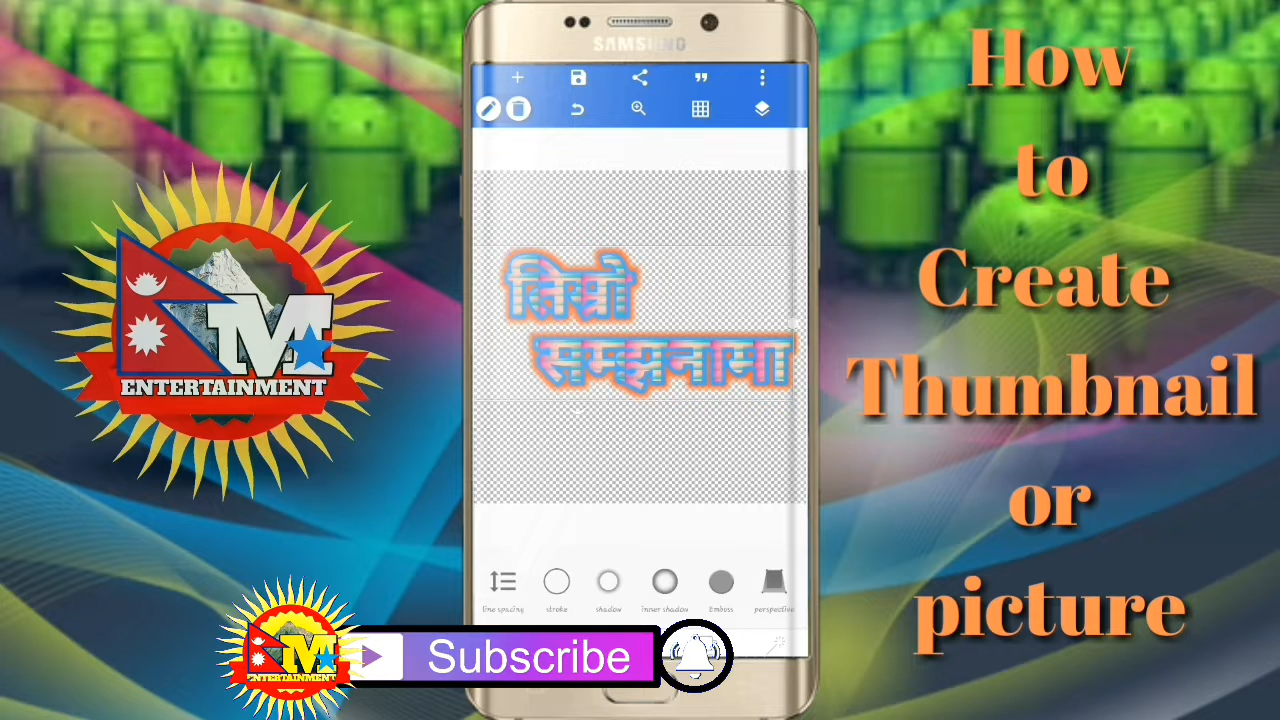 SAMSUNG
How
to
Create
Thumbnail
or
picture
तिम्रो
सम्झनामा
M
ENTERTAINMENT
line spacing
stroke
shadow
inner shadow
Emboss
perspective
M
ENTERTAINMENT
Subscribe